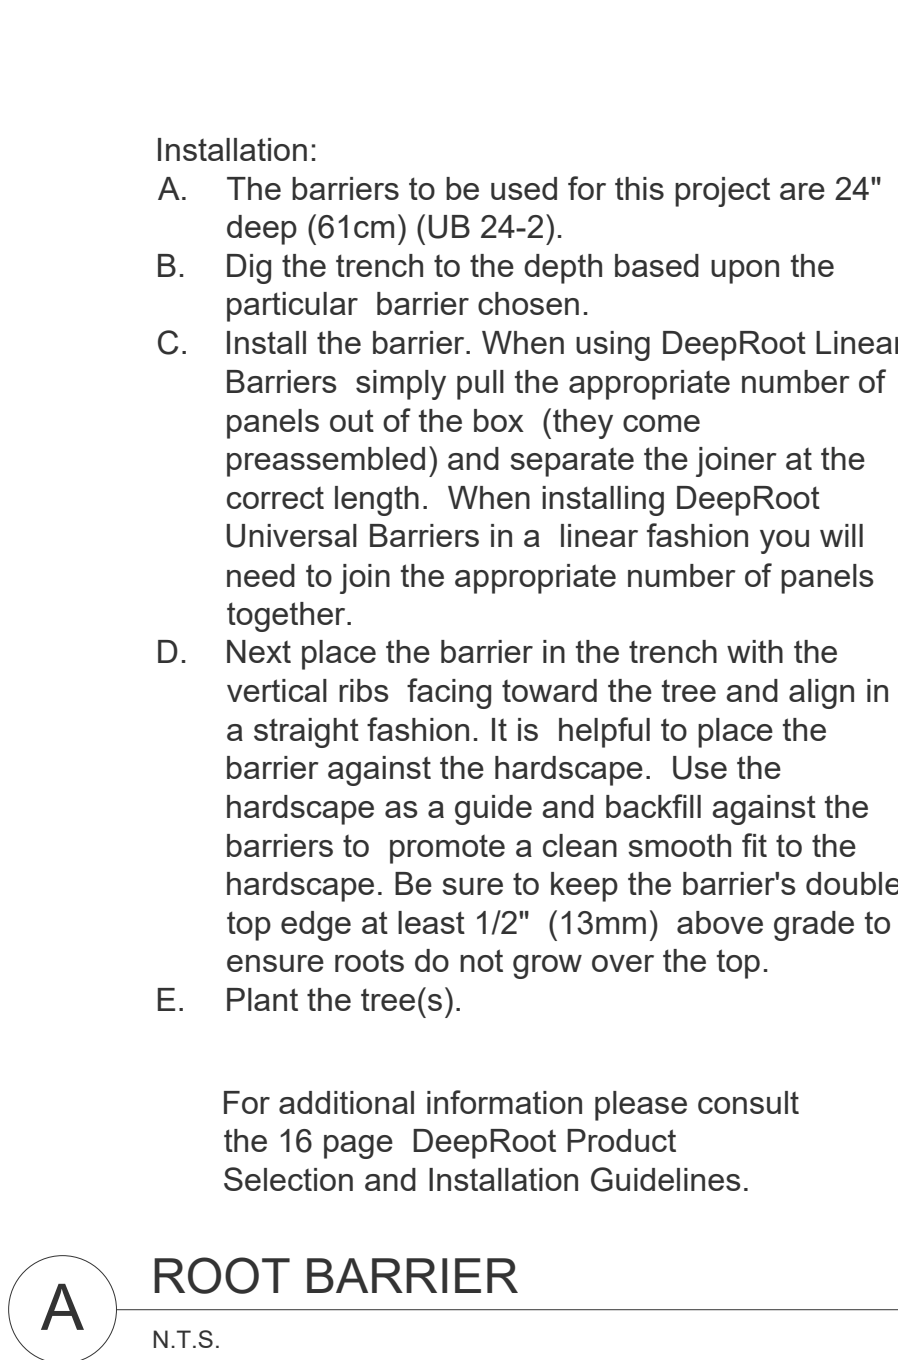 Installation:
A. The barriers to be used for this project are 24"
deep (61cm) (UB 24-2).
B. Dig the trench to the depth based upon the
particular barrier chosen.
C. Install the barrier. When using DeepRoot Linear
Barriers simply pull the appropriate number of
panels out of the box (they come
preassembled) and separate the joiner at the
correct length. When installing DeepRoot
Universal Barriers in a linear fashion you will
need to join the appropriate number of panels
together.
D. Next place the barrier in the trench with the
vertical ribs facing toward the tree and align in
a straight fashion. It is helpful to place the
barrier against the hardscape. Use the
hardscape as a guide and backfill against the
barriers to promote a clean smooth fit to the
hardscape. Be sure to keep the barrier's double
top edge at least 1/2" (13mm) above grade to
ensure roots do not grow over the top.
E. Plant the tree(s).
For additional information please consult
the 16 page DeepRoot Product
Selection and Installation Guidelines.
A ROOT BARRIER
N.T.S.